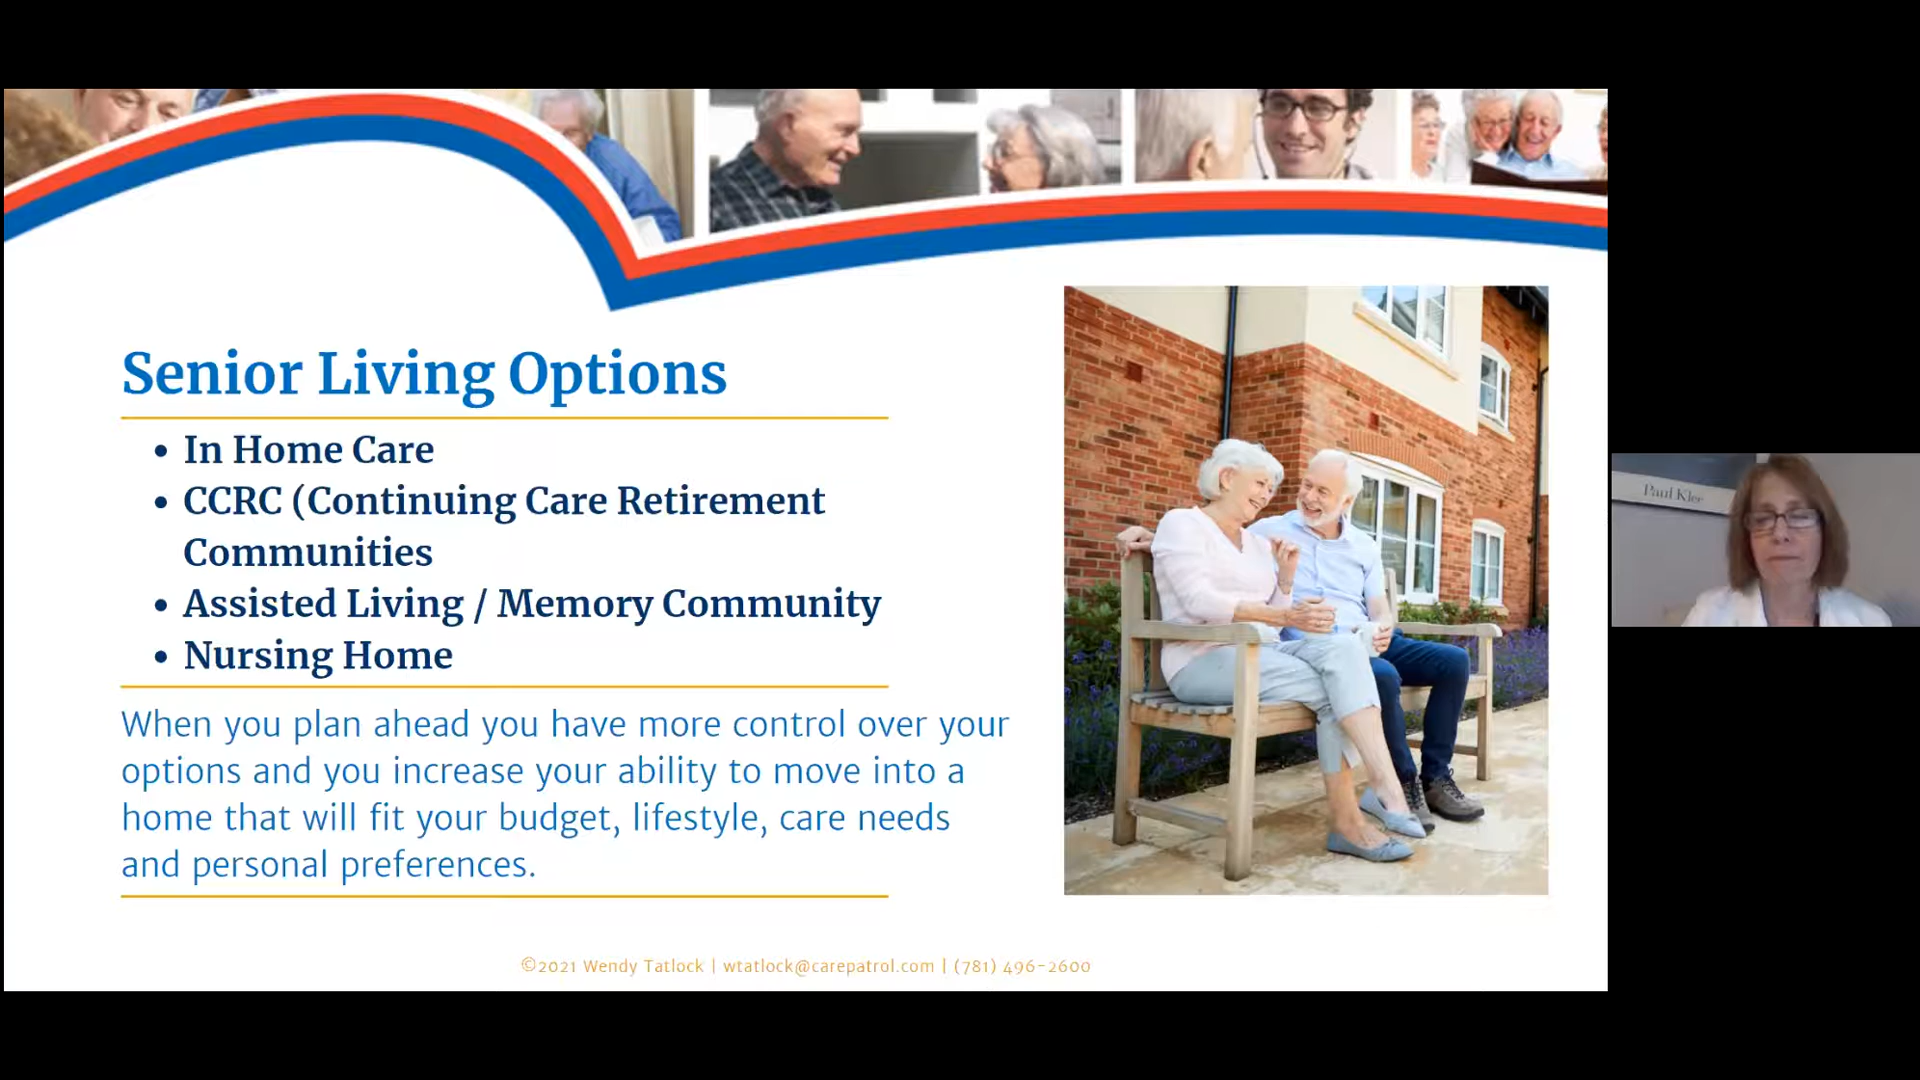 Senior Living Options
• In Home Care
• CCRC (Continuing Care Retirement
Communities
• Assisted Living / Memory Community
• Nursing Home
When you plan ahead you have more control over your
options and you increase your ability to move into a
home that will fit your budget, lifestyle, care needs
and personal preferences.
©2021 Wendy Tatlock | wtatlock@carepatrol.com | (781) 496-2600
Paul Klee